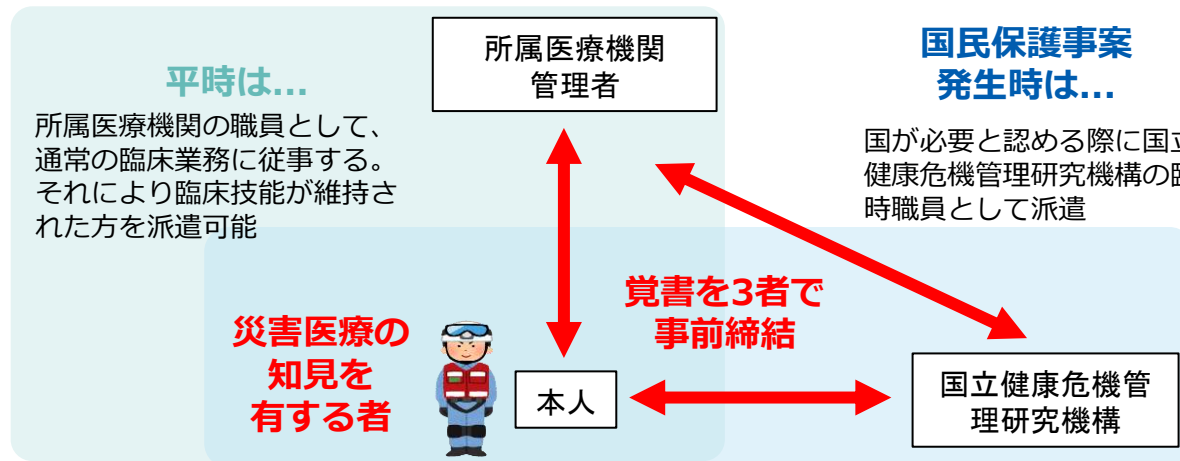 平時は...
所属医療機関の職員として、
通常の臨床業務に従事する。
それにより臨床技能が維持さ
れた方を派遣可能
所属医療機関
管理者
国民保護事案
発生時は...
国が必要と認める際に国立
健康危機管理研究機構の臨
時職員として派遣
災害医療の
知見を
有する者
本人
覚書を3者で
事前締結
国立健康危機管
理研究機構